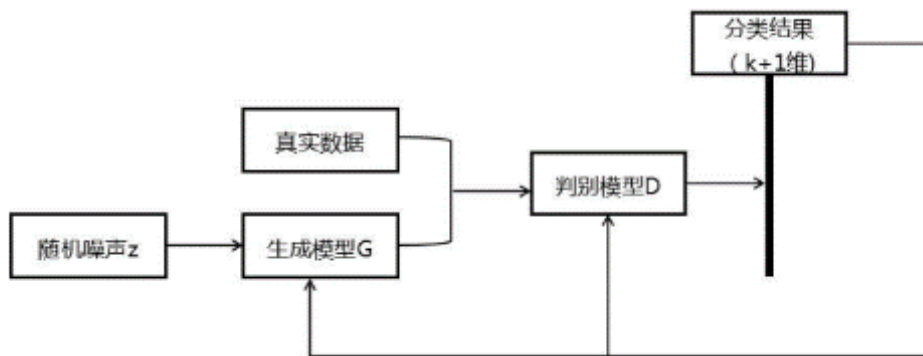 分类结果
（k+1维)
真实数据
判别模型D
随机噪声z
生成模型G